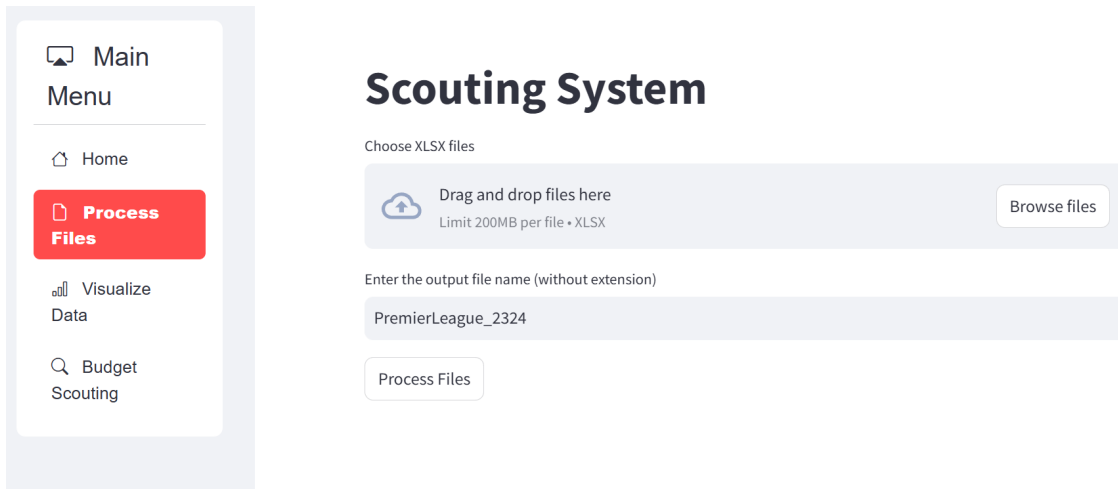 Main
Menu
Home
Process
Files
Visualize
Data
Budget
Scouting
Scouting System
Choose XLSX files
Drag and drop files here
Limit 200MB per file • XLSX
Browse files
Enter the output file name (without extension)
PremierLeague_2324
Process Files